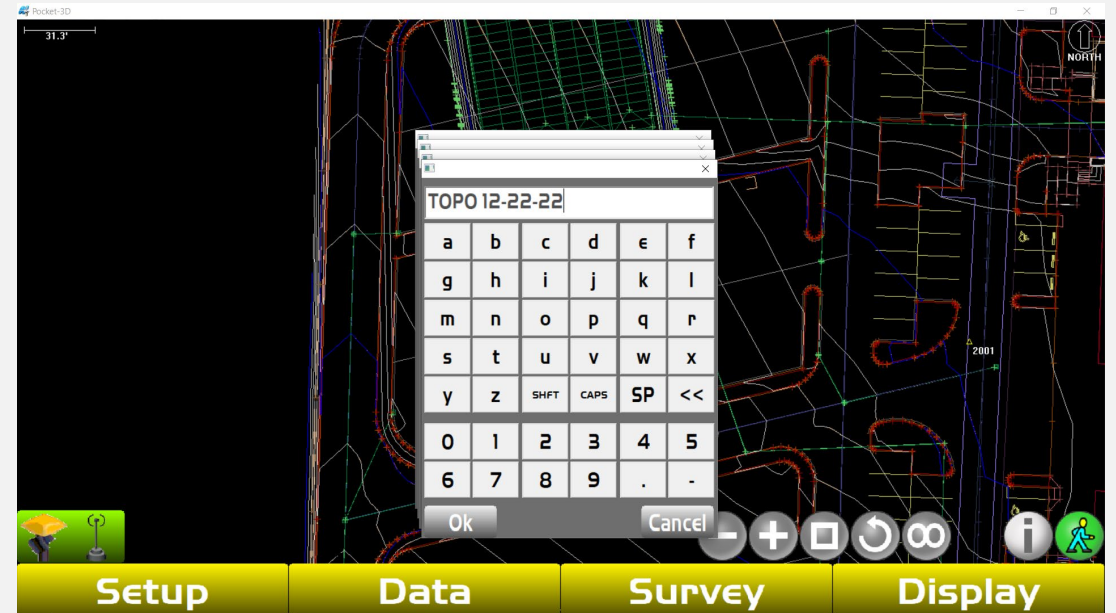 Pocket-3D
31.3'
NORTH
TOPO 12-22-22
a b c d e f
g h i j k l
m n o p q r
s t u v w x
y z SHFT CAPS SP <<
0 1 2 3 4 5
6 7 8 9 . -
Ok Cancel
2001
Setup Data Survey Display